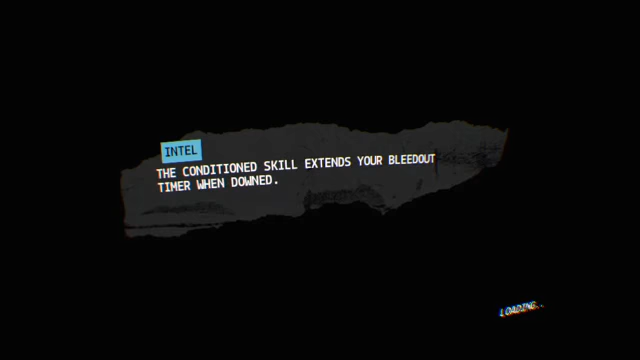 INTEL
THE CONDITIONED SKILL EXTENDS YOUR BLEEDOUT
TIMER WHEN DOWNED.
LOADING..